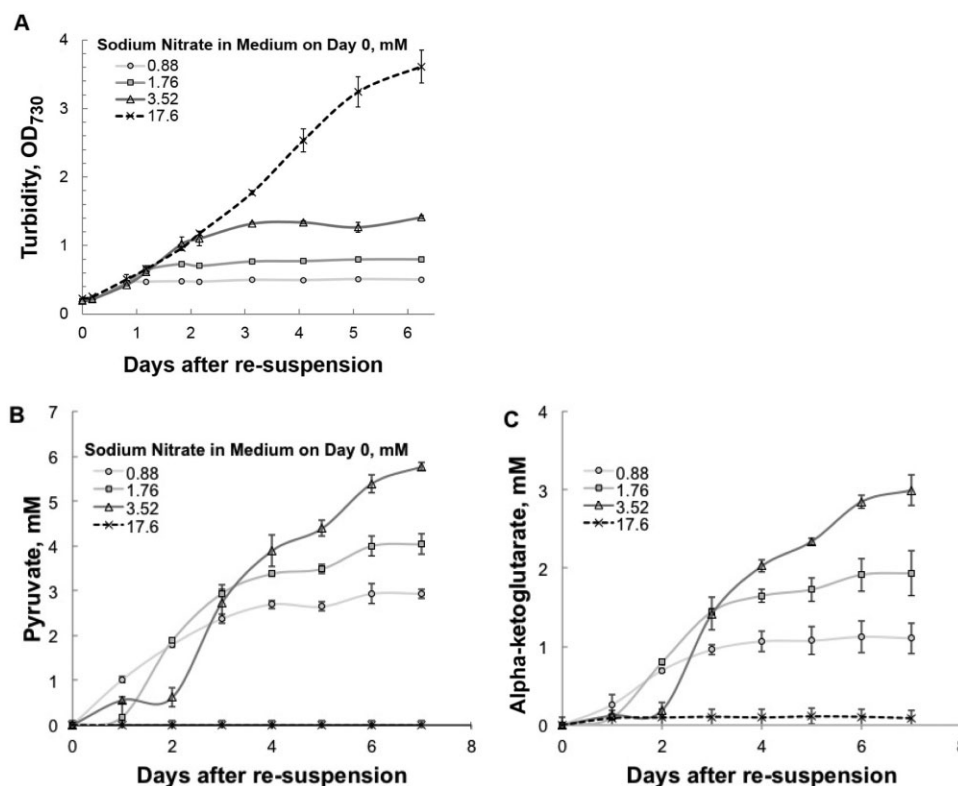 A
Sodium Nitrate in Medium on Day 0, mM
0.88
1.76
3.52
17.6
Turbidity, OD730
4
3
2
1
0
0 1 2 3 4 5 6
Days after re-suspension
B
Sodium Nitrate in Medium on Day 0, mM
0.88
1.76
3.52
17.6
Pyruvate, mM
7
6
5
4
3
2
1
0
0 2 4 6 8
Days after re-suspension
C
0.88
1.76
3.52
17.6
Alpha-ketoglutarate, mM
4
3
2
1
0
0 2 4 6 8
Days after re-suspension